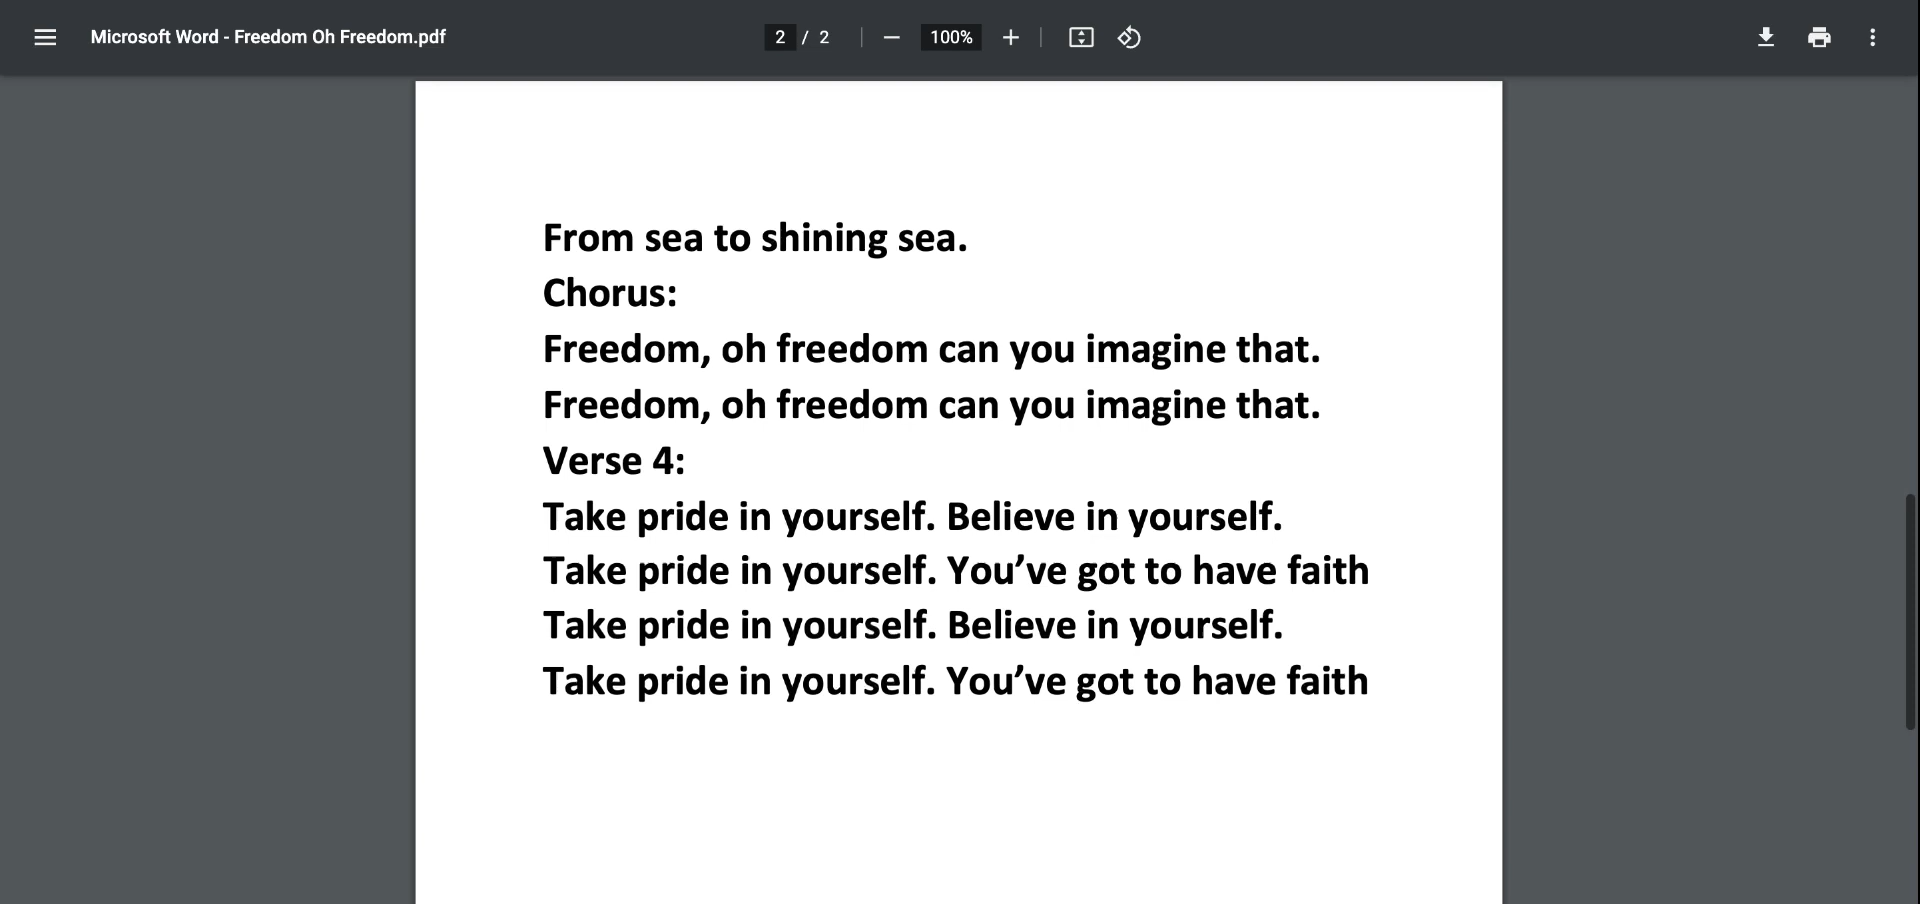 Microsoft Word - Freedom Oh Freedom.pdf
2 / 2
100%
From sea to shining sea.
Chorus:
Freedom, oh freedom can you imagine that.
Freedom, oh freedom can you imagine that.
Verse 4:
Take pride in yourself. Believe in yourself.
Take pride in yourself. You’ve got to have faith
Take pride in yourself. Believe in yourself.
Take pride in yourself. You’ve got to have faith